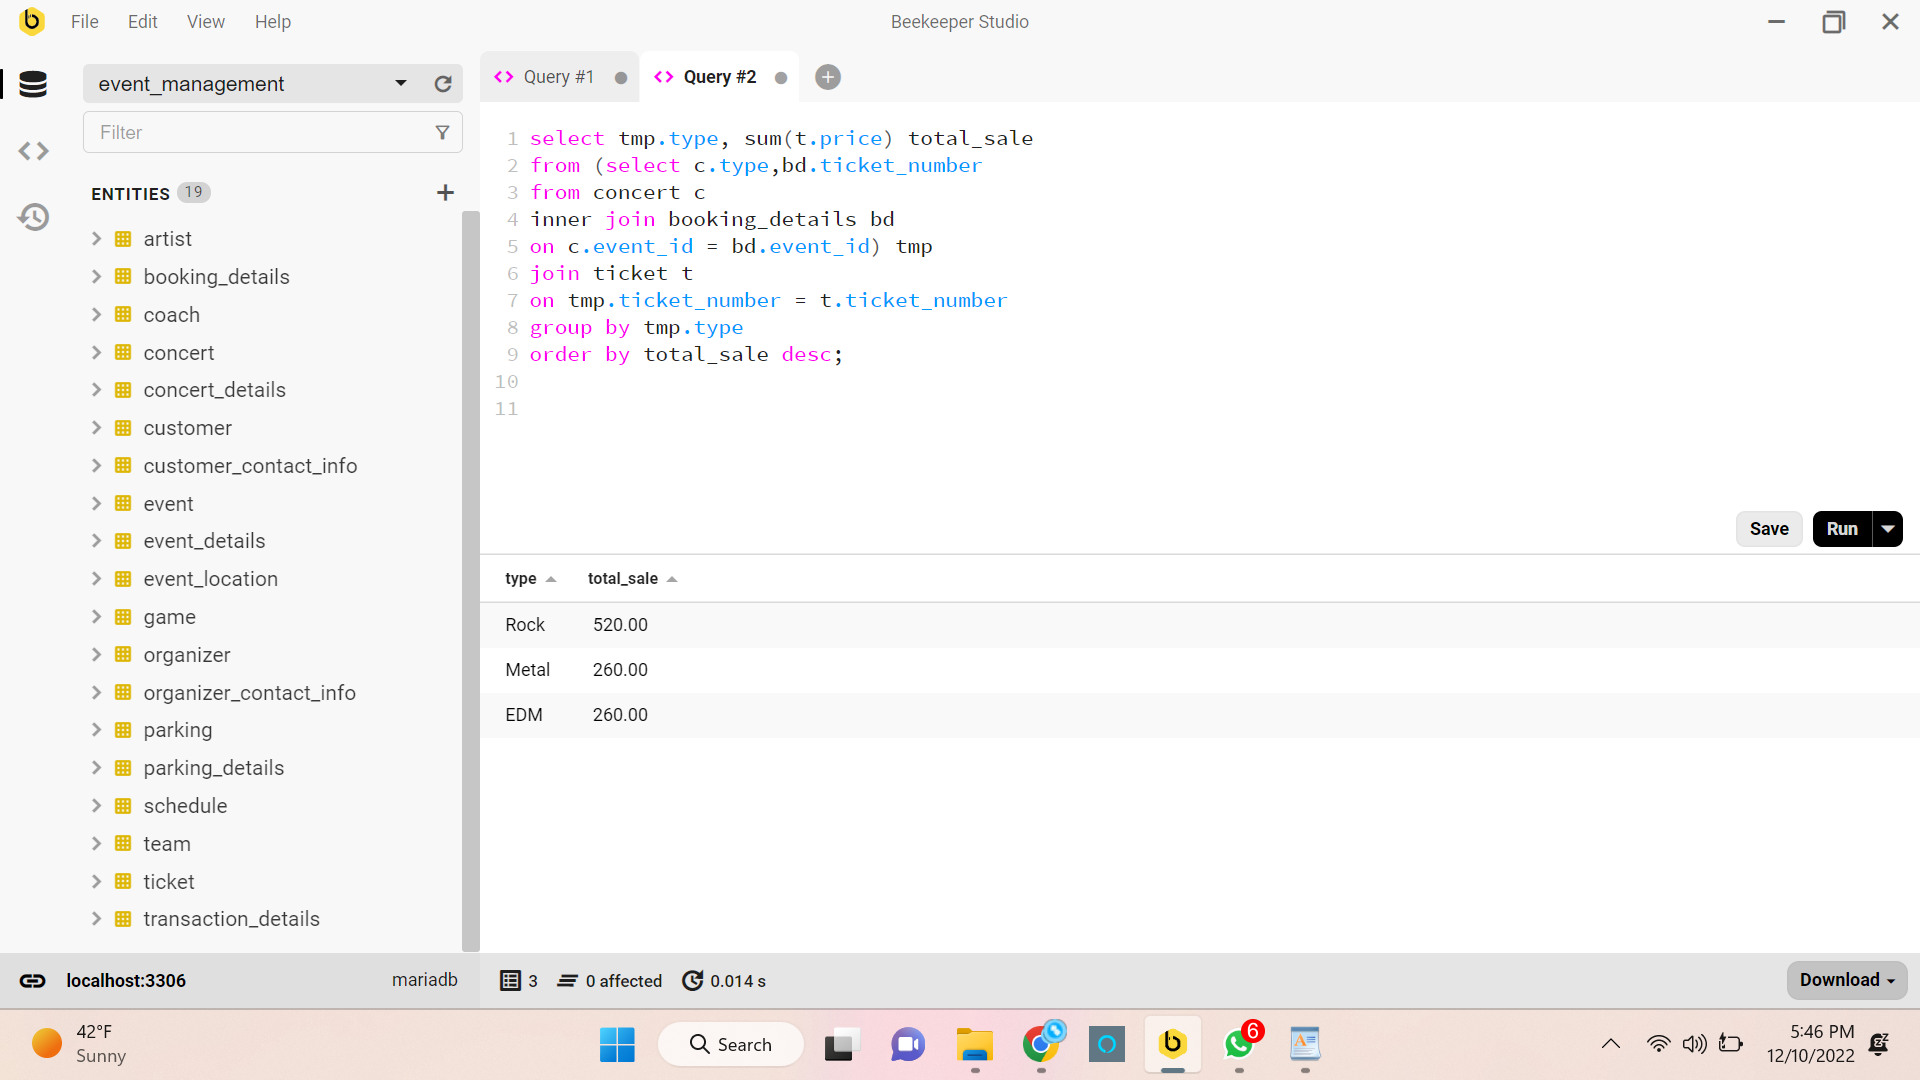 File Edit View Help
Beekeeper Studio
event_management
Filter
ENTITIES 19
artist
booking_details
coach
concert
concert_details
customer
customer_contact_info
event
event_details
event_location
game
organizer
organizer_contact_info
parking
parking_details
schedule
team
ticket
transaction_details
localhost:3306 mariadb
Query #1
Query #2
1 select tmp.type, sum(t.price) total_sale
2 from (select c.type,bd.ticket_number
3 from concert c
4 inner join booking_details bd
5 on c.event_id = bd.event_id) tmp
6 join ticket t
7 on tmp.ticket_number = t.ticket_number
8 group by tmp.type
9 order by total_sale desc;
10
11
Save Run
type total_sale
Rock 520.00
Metal 260.00
EDM 260.00
3 0 affected 0.014 s
Download
42°F
Sunny
Search
6
5:46 PM
12/10/2022